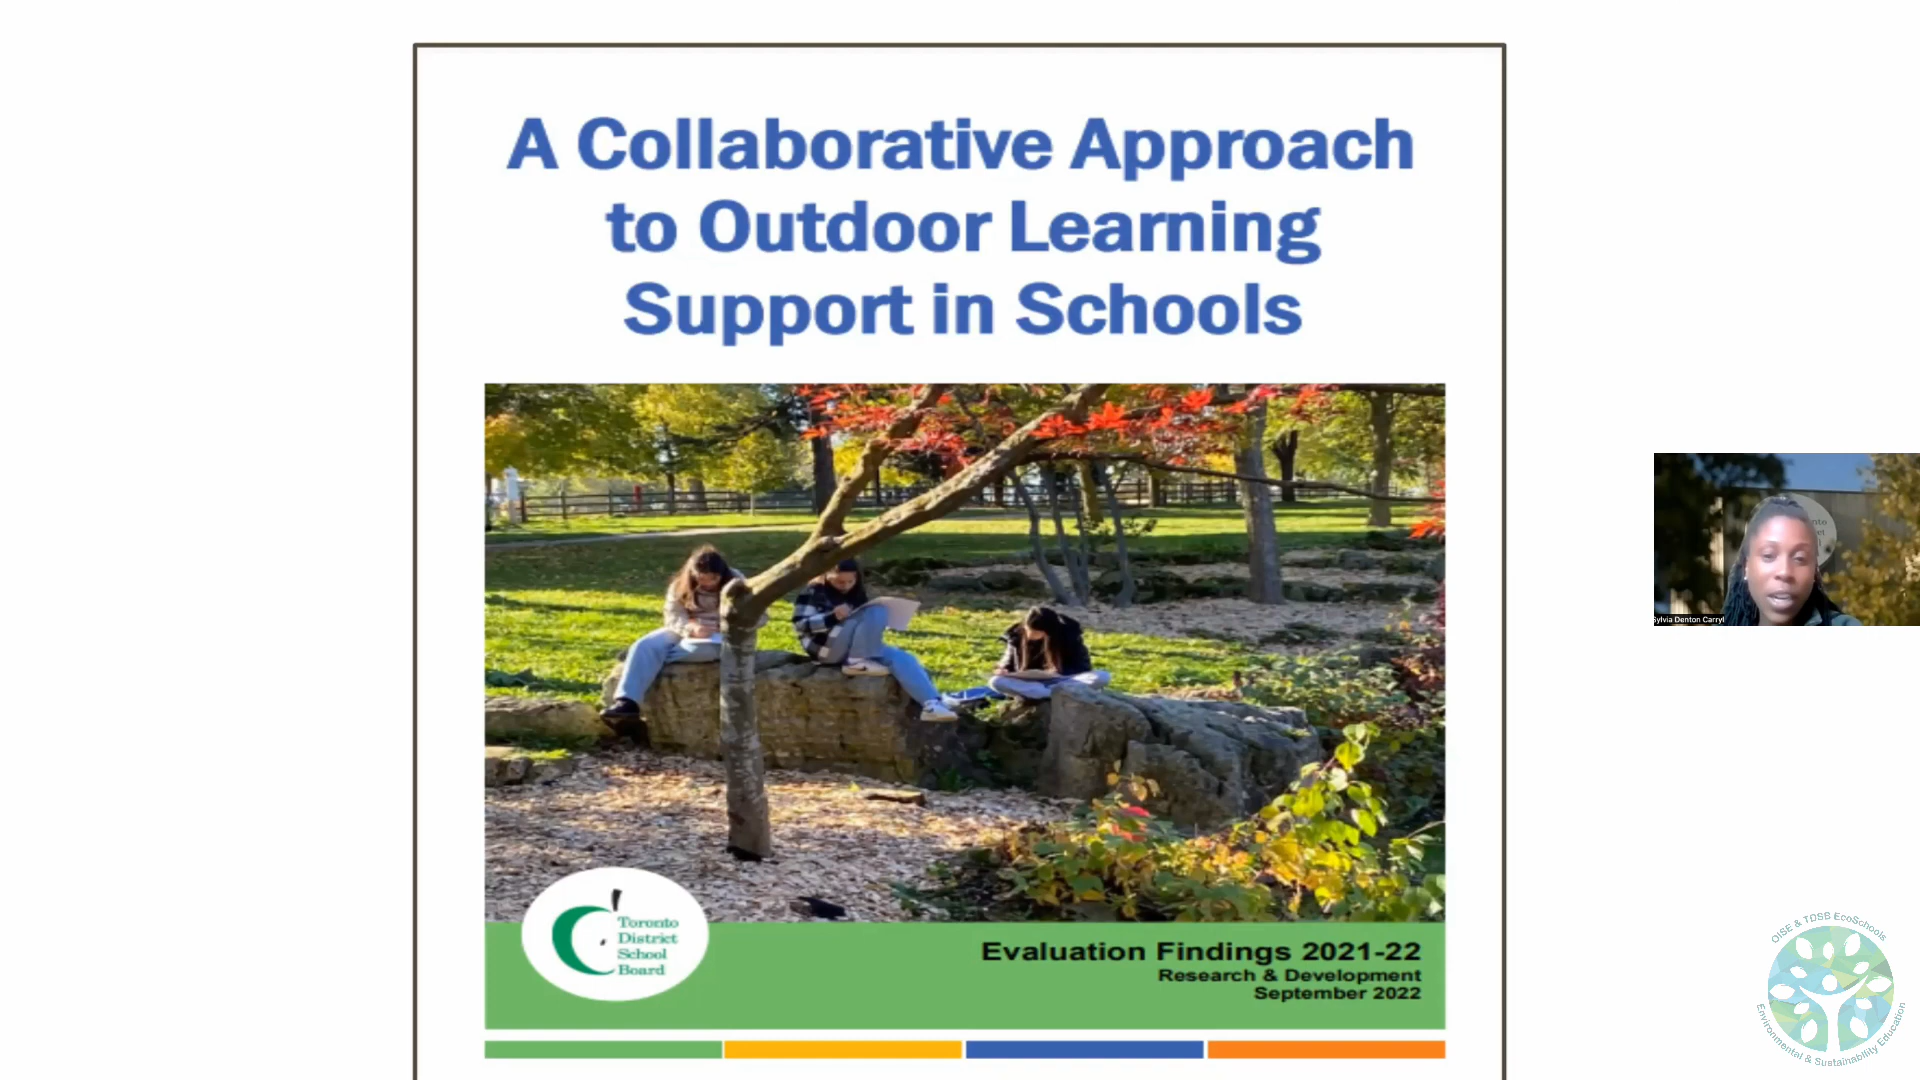 A Collaborative Approach
to Outdoor Learning
Support in Schools
Toronto
District
School
Board
Evaluation Findings 2021-22
Research & Development
September 2022
Sylvia Denton Carryl
OISE & TDSB EcoSchools
Environmental & Sustainability Education